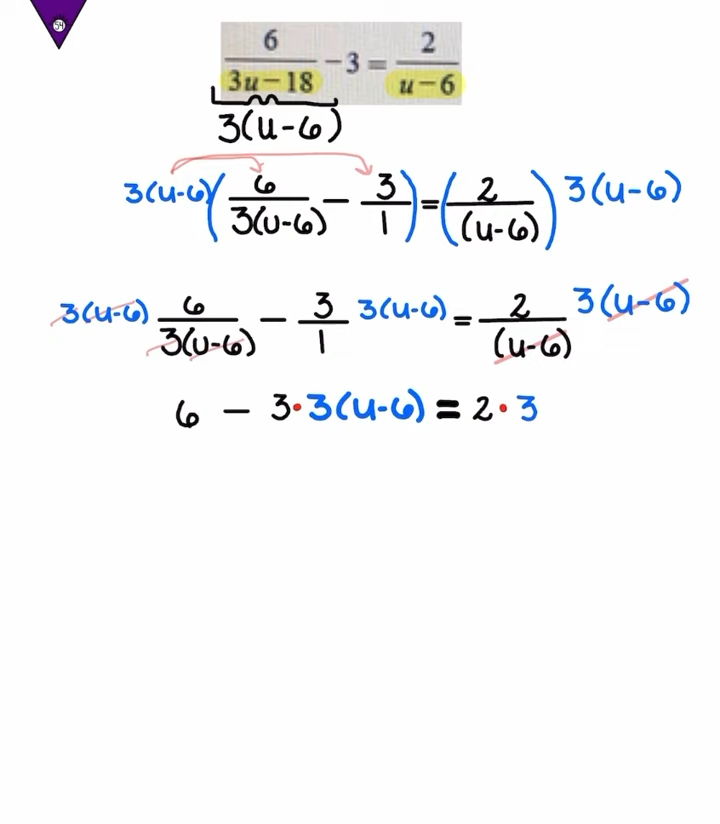 SH
6/(3u-18) - 3 = 2/(u-6)
3(u-6)
3(u-6)(6/(3(u-6)) - 3/1) = (2/(u-6)) 3(u-6)
3(u-6) 6/(3(u-6)) - 3/1 3(u-6) = 2/(u-6) 3(u-6)
6 - 3•3(u-6) = 2•3